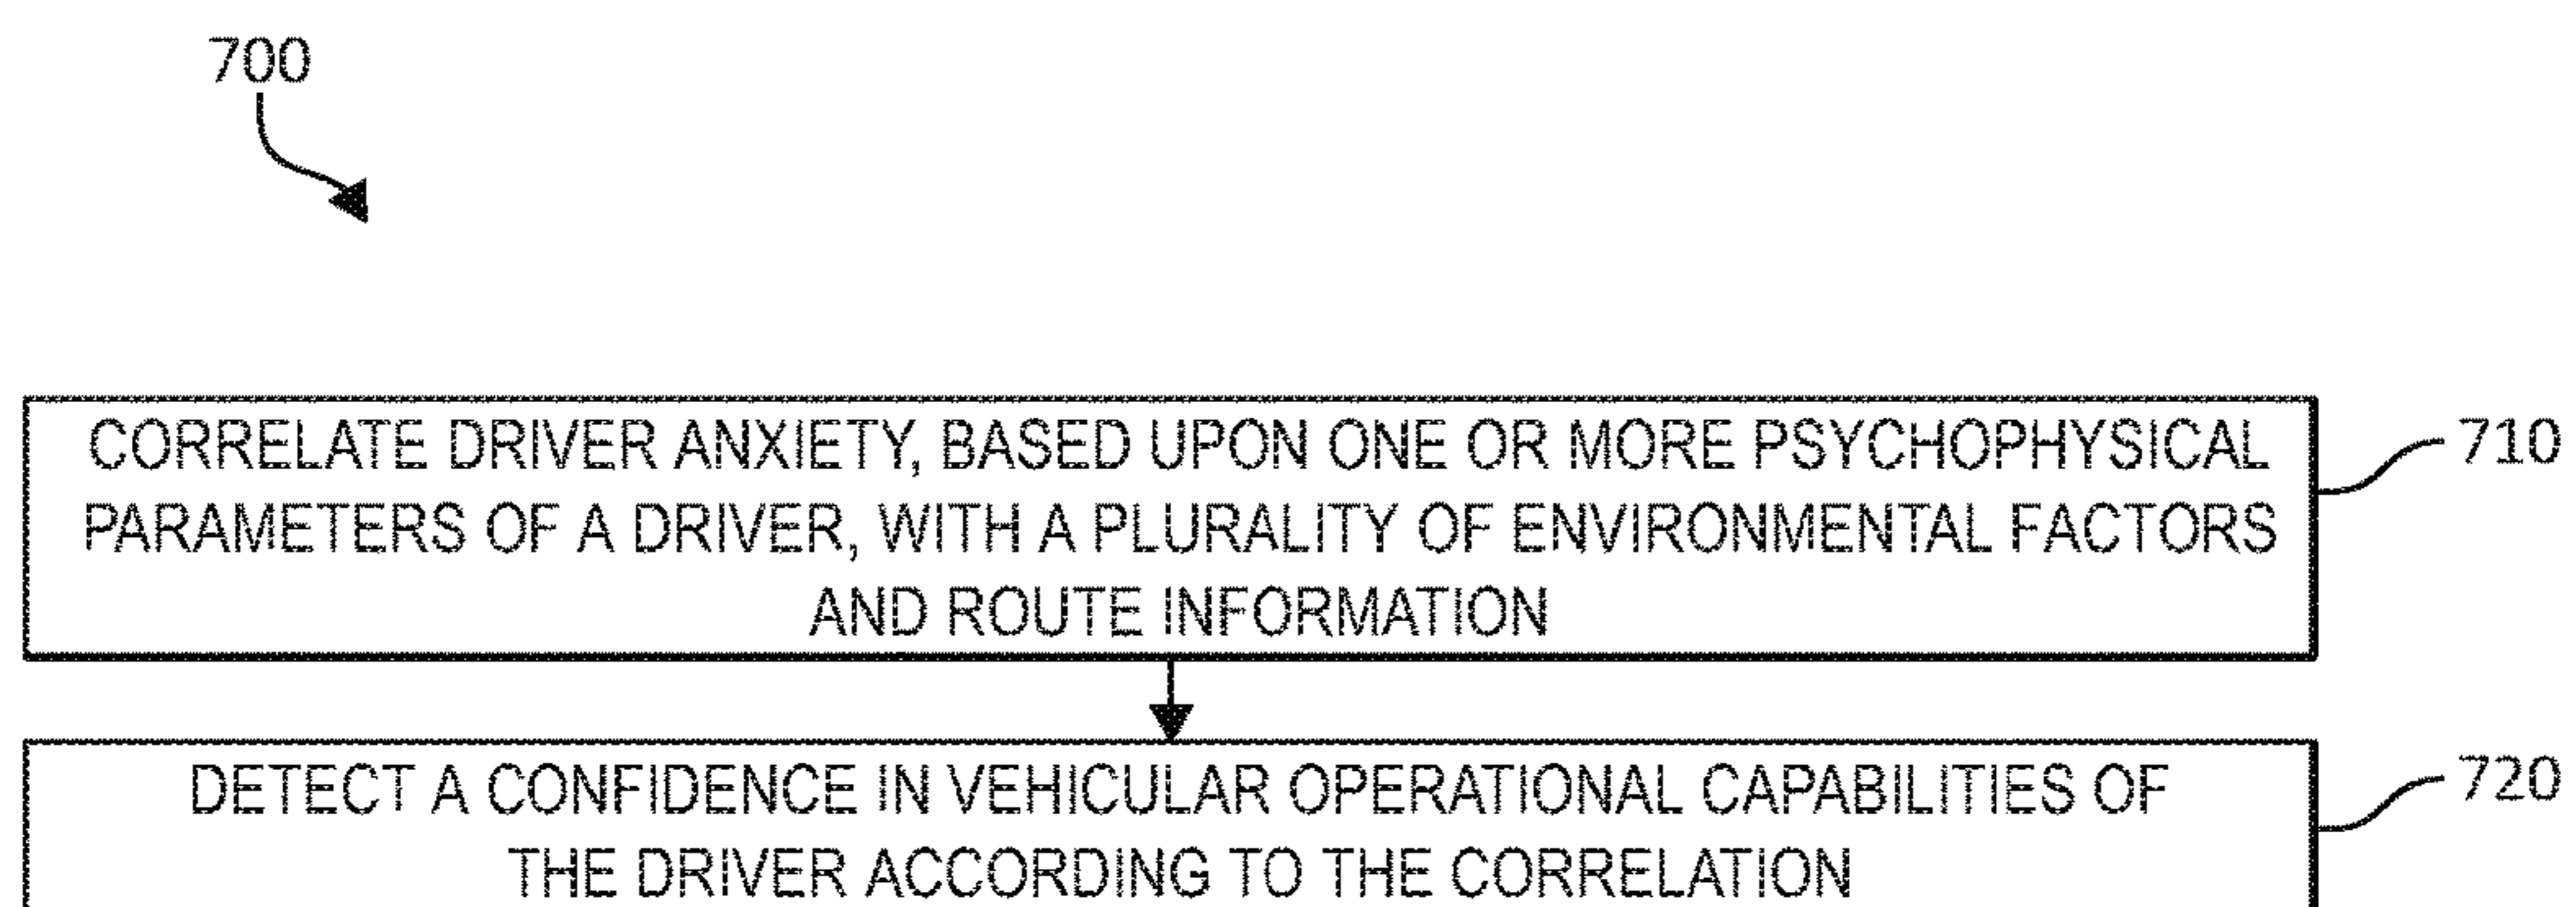 700
CORRELATE DRIVER ANXIETY, BASED UPON ONE OR MORE PSYCHOPHYSICAL
PARAMETERS OF A DRIVER, WITH A PLURALITY OF ENVIRONMENTAL FACTORS
AND ROUTE INFORMATION
710
DETECT A CONFIDENCE IN VEHICULAR OPERATIONAL CAPABILITIES OF
THE DRIVER ACCORDING TO THE CORRELATION
720